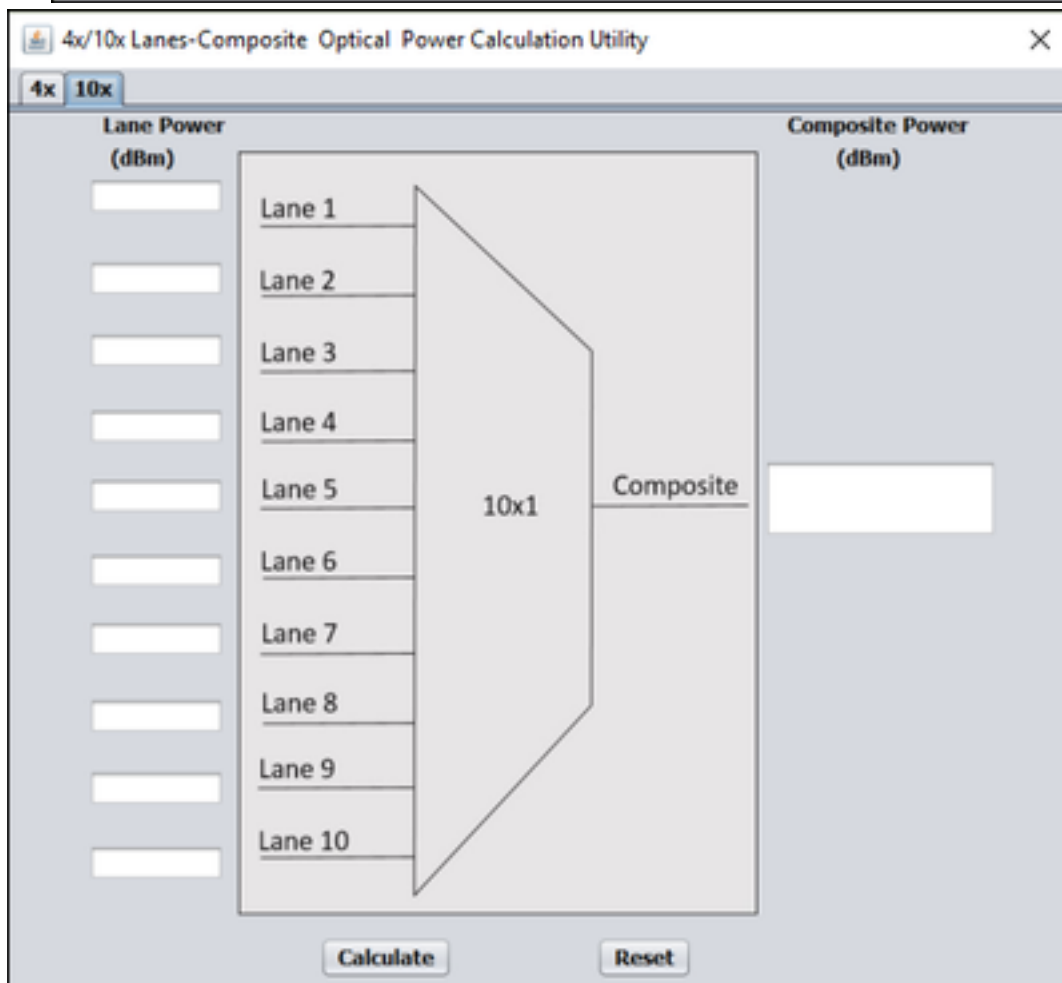 4x/10x Lanes-Composite Optical Power Calculation Utility
4x 10x
Lane Power
(dBm)
Composite Power
(dBm)
Lane 1
Lane 2
Lane 3
Lane 4
Lane 5
Lane 6
Lane 7
Lane 8
Lane 9
Lane 10
10x1
Composite
Calculate
Reset